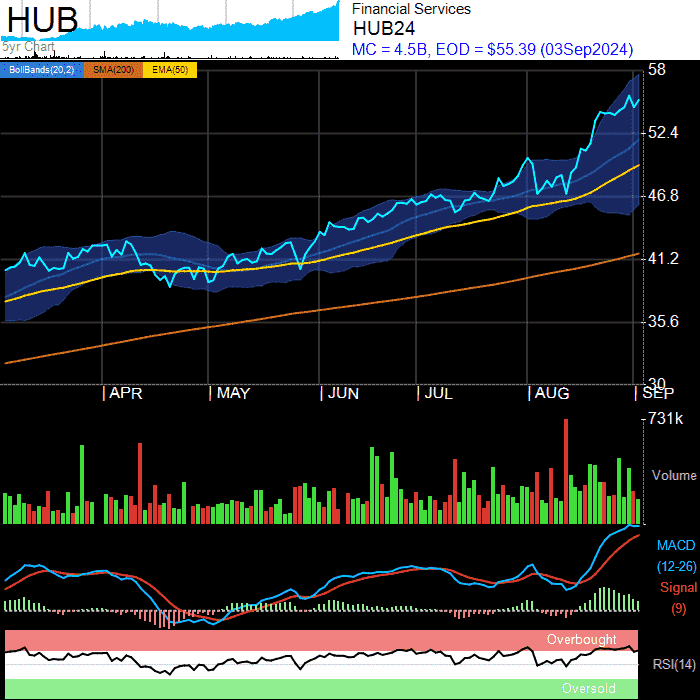 HUB
5yr Chart
Financial Services
HUB24
MC = 4.5B, EOD = $55.39 (03Sep2024)
BollBands(20,2) SMA(200) EMA(50)
58
52.4
46.8
41.2
35.6
30
APR MAY JUN JUL AUG SEP
731k
Volume
MACD
(12-26)
Signal
(9)
Overbought
RSI(14)
Oversold